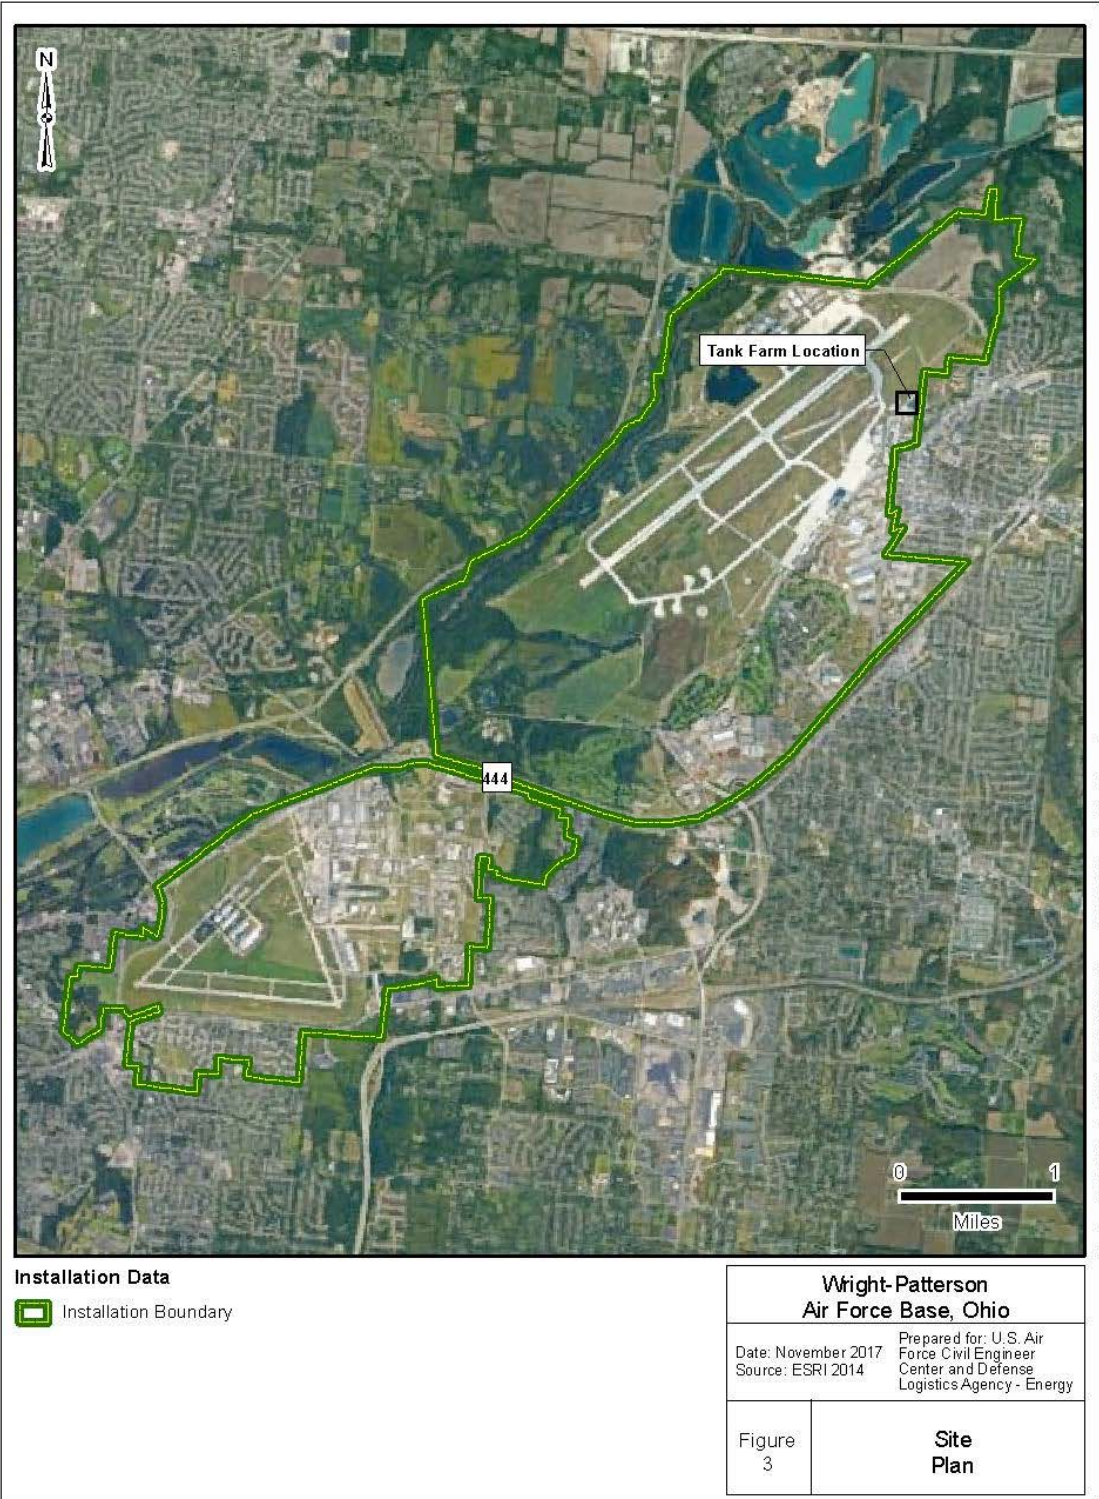 N
Tank Farm Location
444
0 1
Miles
Installation Data
Installation Boundary
Wright-Patterson
Air Force Base, Ohio
Date: November 2017
Source: ESRI 2014
Prepared for: U.S. Air
Force Civil Engineer
Center and Defense
Logistics Agency - Energy
Figure
3
Site
Plan